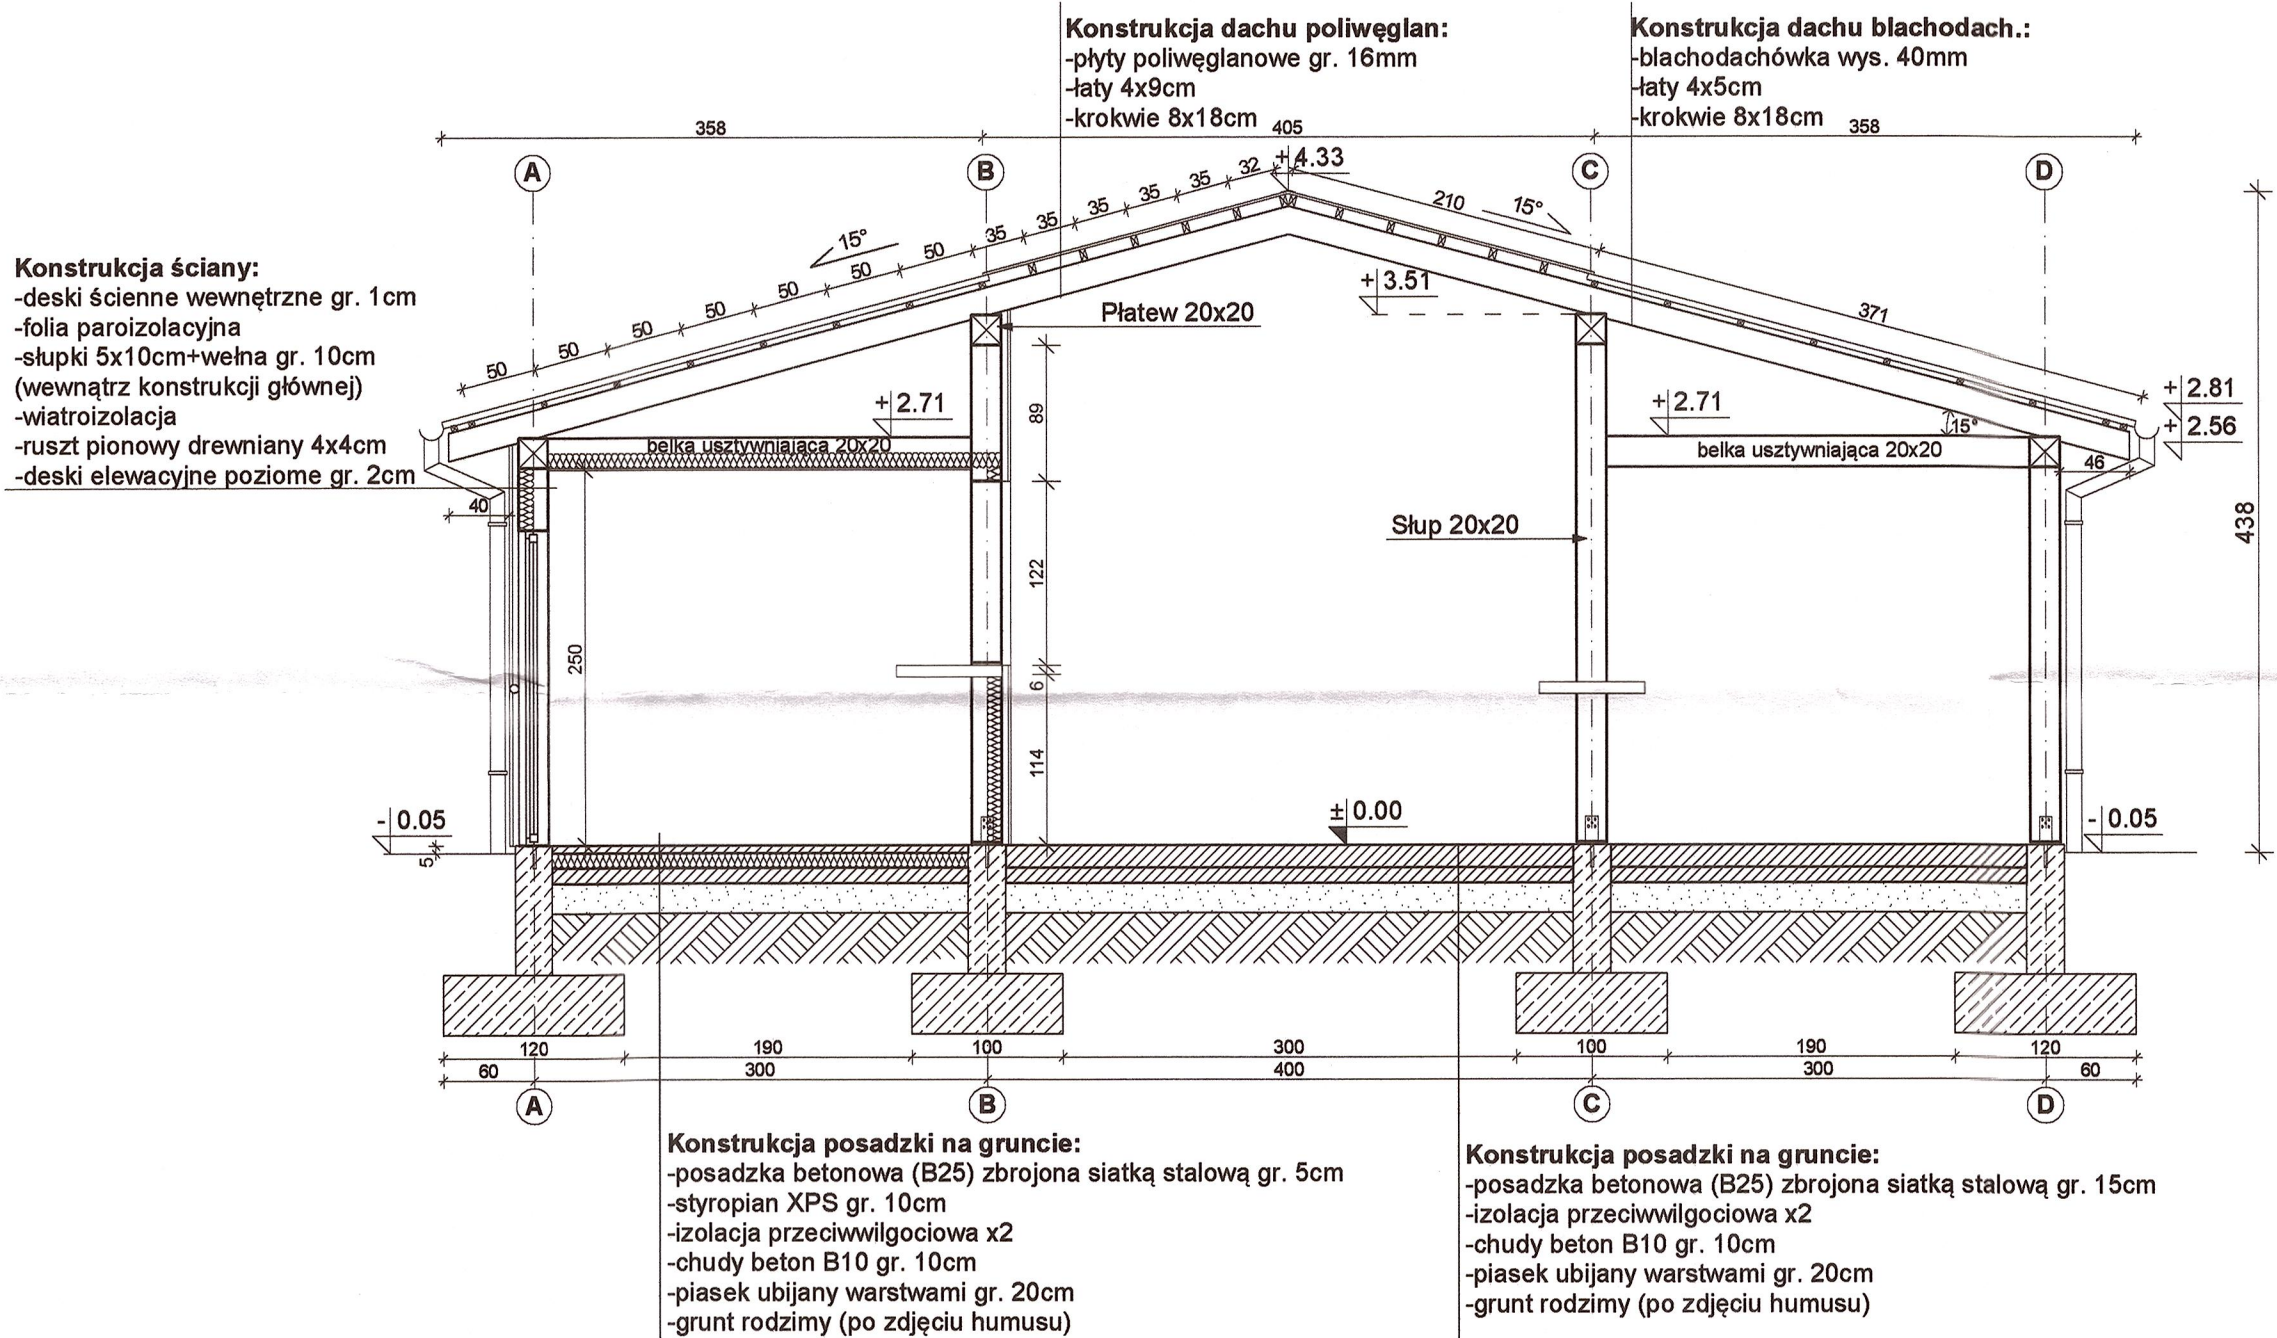 Konstrukcja dachu poliwęglan:
-płyty poliwęglanowe gr. 16mm
-łaty 4x9cm
-krokwie 8x18cm
Konstrukcja dachu blachodach.:
-blachodachówka wys. 40mm
-łaty 4x5cm
-krokwie 8x18cm
358
405
358
A
B
C
D
+4.33
15°
50
50
50
50
50
50
50
35
35
35
35
35
32
210
15°
371
Konstrukcja ściany:
-deski ścienne wewnętrzne gr. 1cm
-folia paroizolacyjna
-słupki 5x10cm+wełna gr. 10cm
(wewnątrz konstrukcji głównej)
-wiatroizolacja
-ruszt pionowy drewniany 4x4cm
-deski elewacyjne poziome gr. 2cm
+3.51
Płatew 20x20
+2.71
+2.71
+2.81
+2.56
15°
belka usztywniająca 20x20
belka usztywniająca 20x20
46
40
89
438
Słup 20x20
122
250
6
114
-0.05
±0.00
-0.05
5
120
190
100
300
100
190
120
60
300
400
300
60
A
B
C
D
Konstrukcja posadzki na gruncie:
-posadzka betonowa (B25) zbrojona siatką stalową gr. 5cm
-styropian XPS gr. 10cm
-izolacja przeciwwilgociowa x2
-chudy beton B10 gr. 10cm
-piasek ubijany warstwami gr. 20cm
-grunt rodzimy (po zdjęciu humusu)
Konstrukcja posadzki na gruncie:
-posadzka betonowa (B25) zbrojona siatką stalową gr. 15cm
-izolacja przeciwwilgociowa x2
-chudy beton B10 gr. 10cm
-piasek ubijany warstwami gr. 20cm
-grunt rodzimy (po zdjęciu humusu)